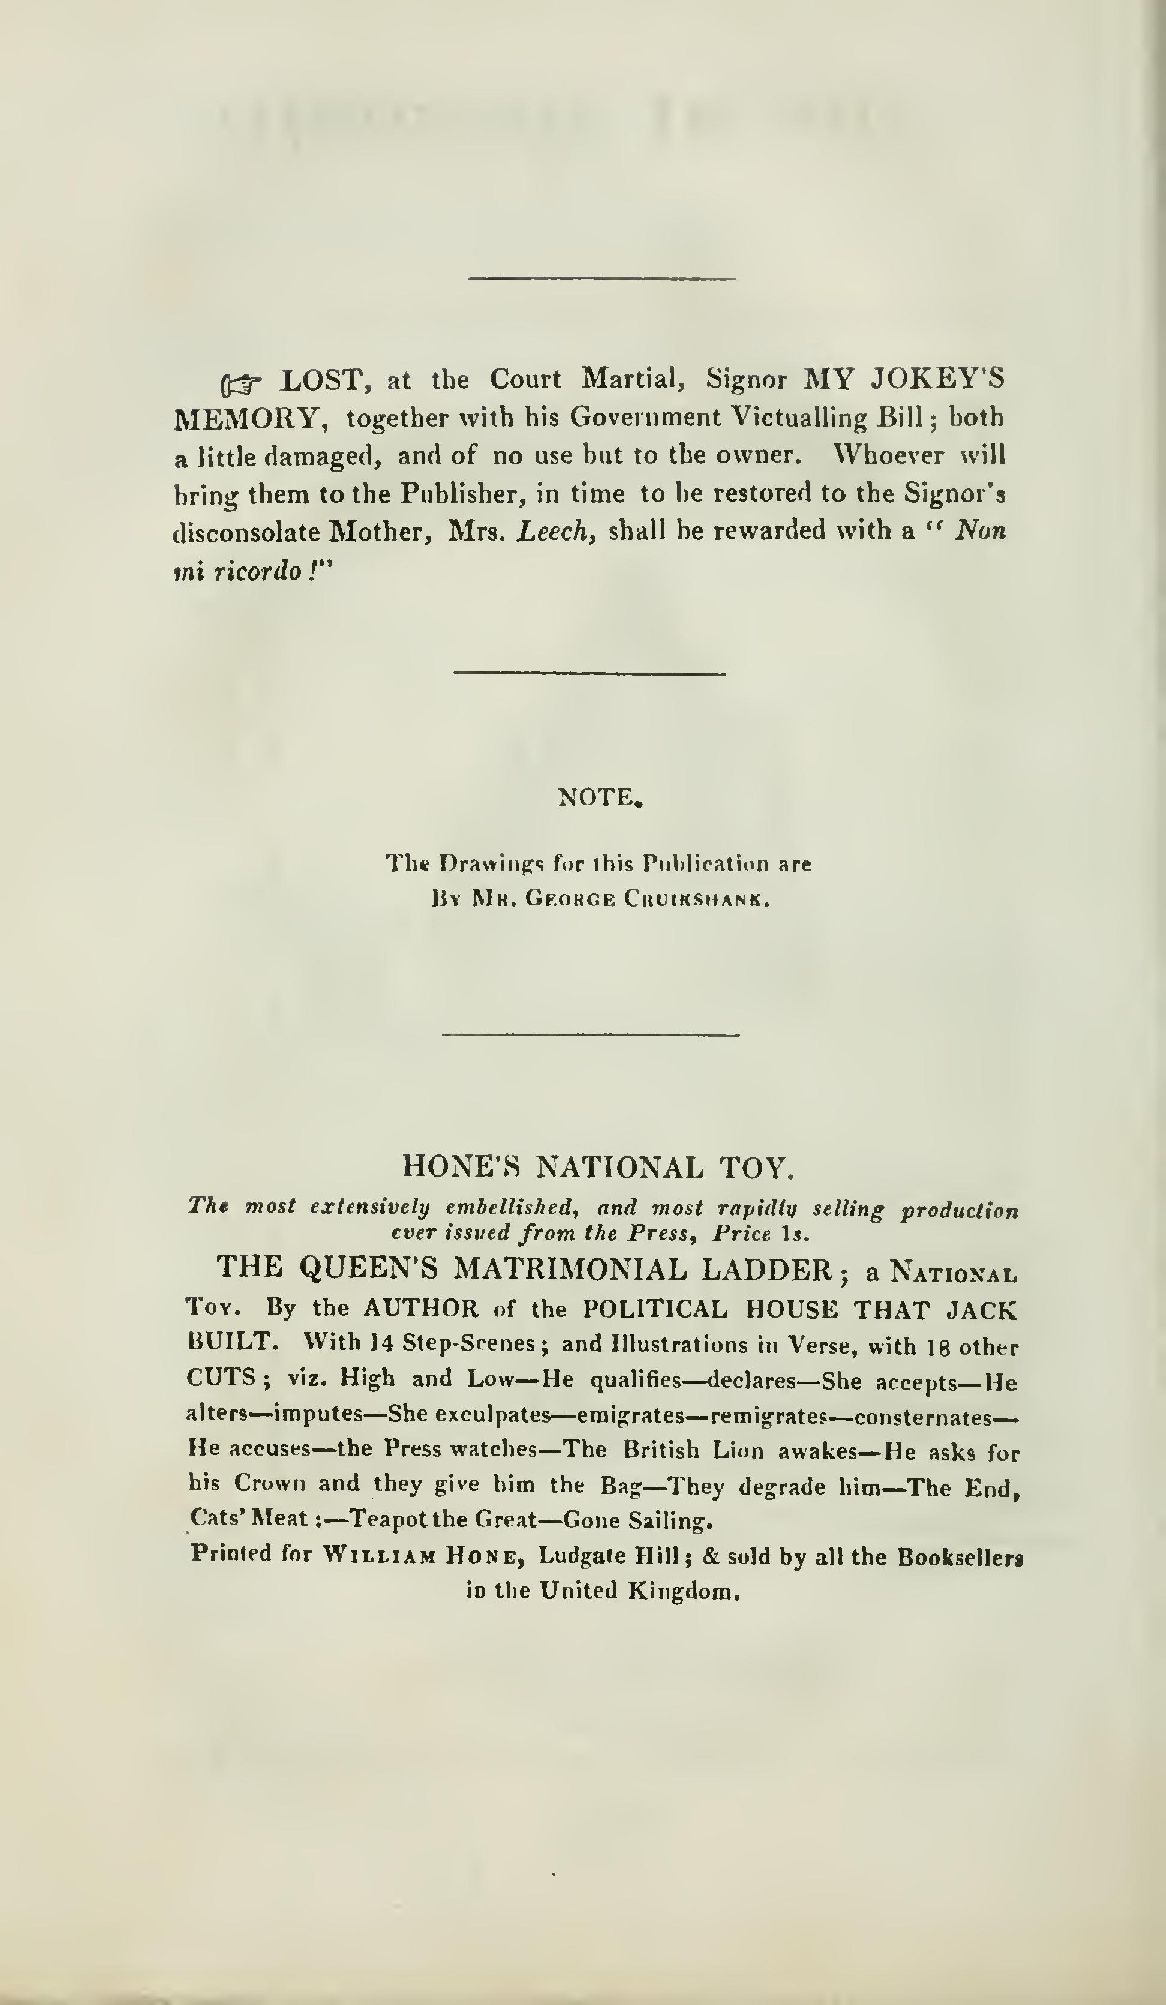 ☞ LOST, at the Court Martial, Signor MY JOKEY'S
MEMORY, together with his Government Victualling Bill; both
a little damaged, and of no use but to the owner. Whoever will
bring them to the Publisher, in time to be restored to the Signor's
disconsolate Mother, Mrs. Leech, shall be rewarded with a "Non
mi ricordo!"
NOTE.
The Drawings for this Publication are
By Mr. George Cruikshank.
HONE'S NATIONAL TOY.
The most extensively embellished, and most rapidly selling production
ever issued from the Press, Price 1s.
THE QUEEN'S MATRIMONIAL LADDER; a National
Toy. By the AUTHOR of the POLITICAL HOUSE THAT JACK
BUILT. With 14 Step-Scenes; and Illustrations in Verse, with 18 other
CUTS; viz. High and Low—He qualifies—declares—She accepts—He
alters—imputes—She exculpates—emigrates—remigrates—consternates—
He accuses—the Press watches—The British Lion awakes—He asks for
his Crown and they give him the Bag—They degrade him—The End,
Cats' Meat:—Teapot the Great—Gone Sailing.
Printed for William Hone, Ludgate Hill; & sold by all the Booksellers
in the United Kingdom.